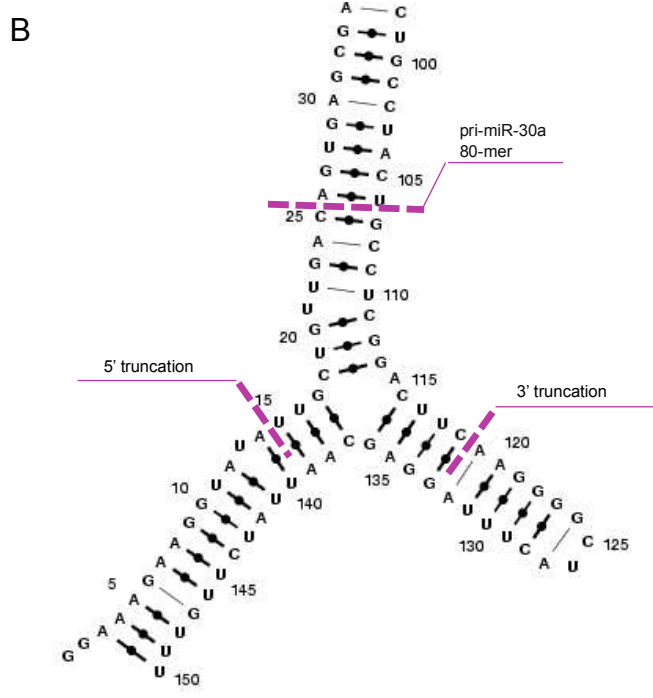 B
A C
G U
C G 100
G C
30 A C
G U
U A
G C 105
pri-miR-30a
80-mer
A U
25 C G
A C
G C
U U 110
U C
20 G G
U G
C A 115
5' truncation
3' truncation
15
G C U U C A A G G G G C U A C U U U A G G A G C
120
125
130
135
G G A A A G A A G G U A U A U U G
5
10
A A U U A U C U U G U U U
140
145
150